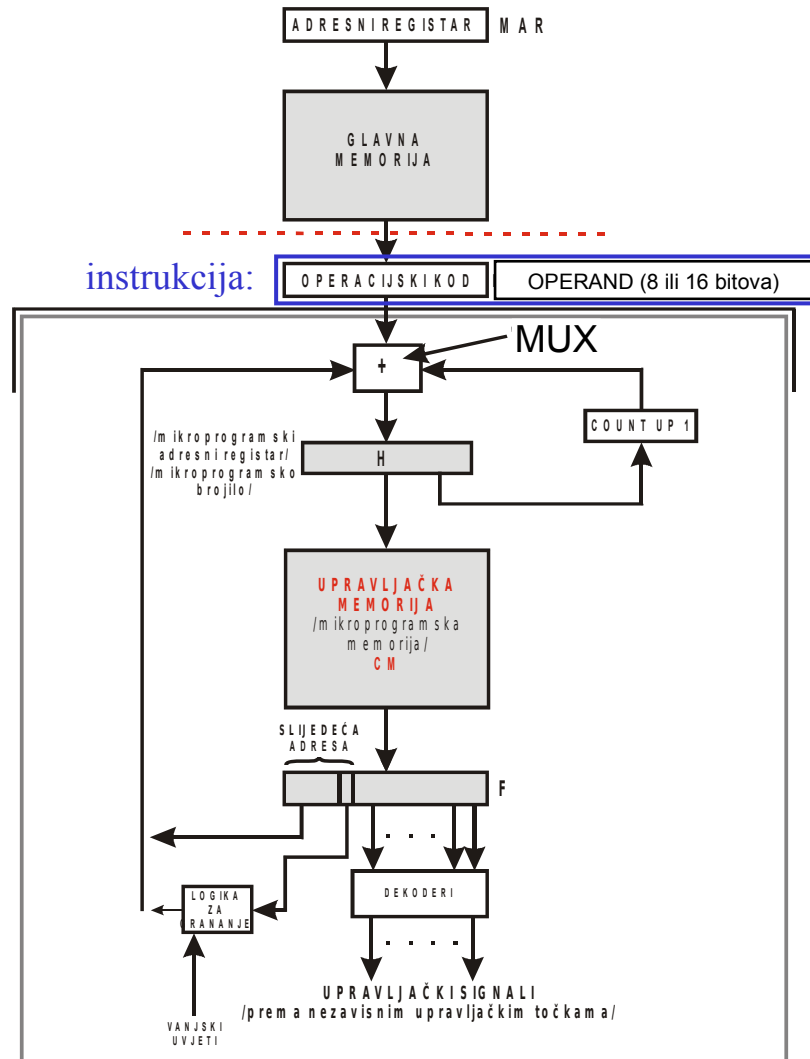 ADRESNI REGISTAR MAR
GLAVNA
MEMORIJA
instrukcija: OPERACIJSKI KOD OPERAND (8 ili 16 bitova)
MUX
+
COUNT UP 1
/mikroprogramski
adresni registar/
/mikroprogramsko
brojilo/
H
UPRAVLJAČKA
MEMORIJA
/mikroprogramska
memorija/
CM
SLIJEDEĆA
ADRESA
F
. . .
DEKODERI
LOGIKA
ZA
GRANANJE
. . . .
UPRAVLJAČKI SIGNALI
/prema nezavisnim upravljačkim točkama/
VANJSKI
UVJETI